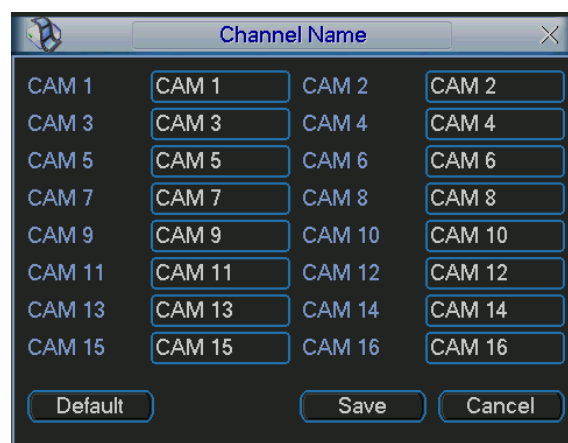 Channel Name
CAM 1 CAM 1 CAM 2 CAM 2
CAM 3 CAM 3 CAM 4 CAM 4
CAM 5 CAM 5 CAM 6 CAM 6
CAM 7 CAM 7 CAM 8 CAM 8
CAM 9 CAM 9 CAM 10 CAM 10
CAM 11 CAM 11 CAM 12 CAM 12
CAM 13 CAM 13 CAM 14 CAM 14
CAM 15 CAM 15 CAM 16 CAM 16
Default Save Cancel